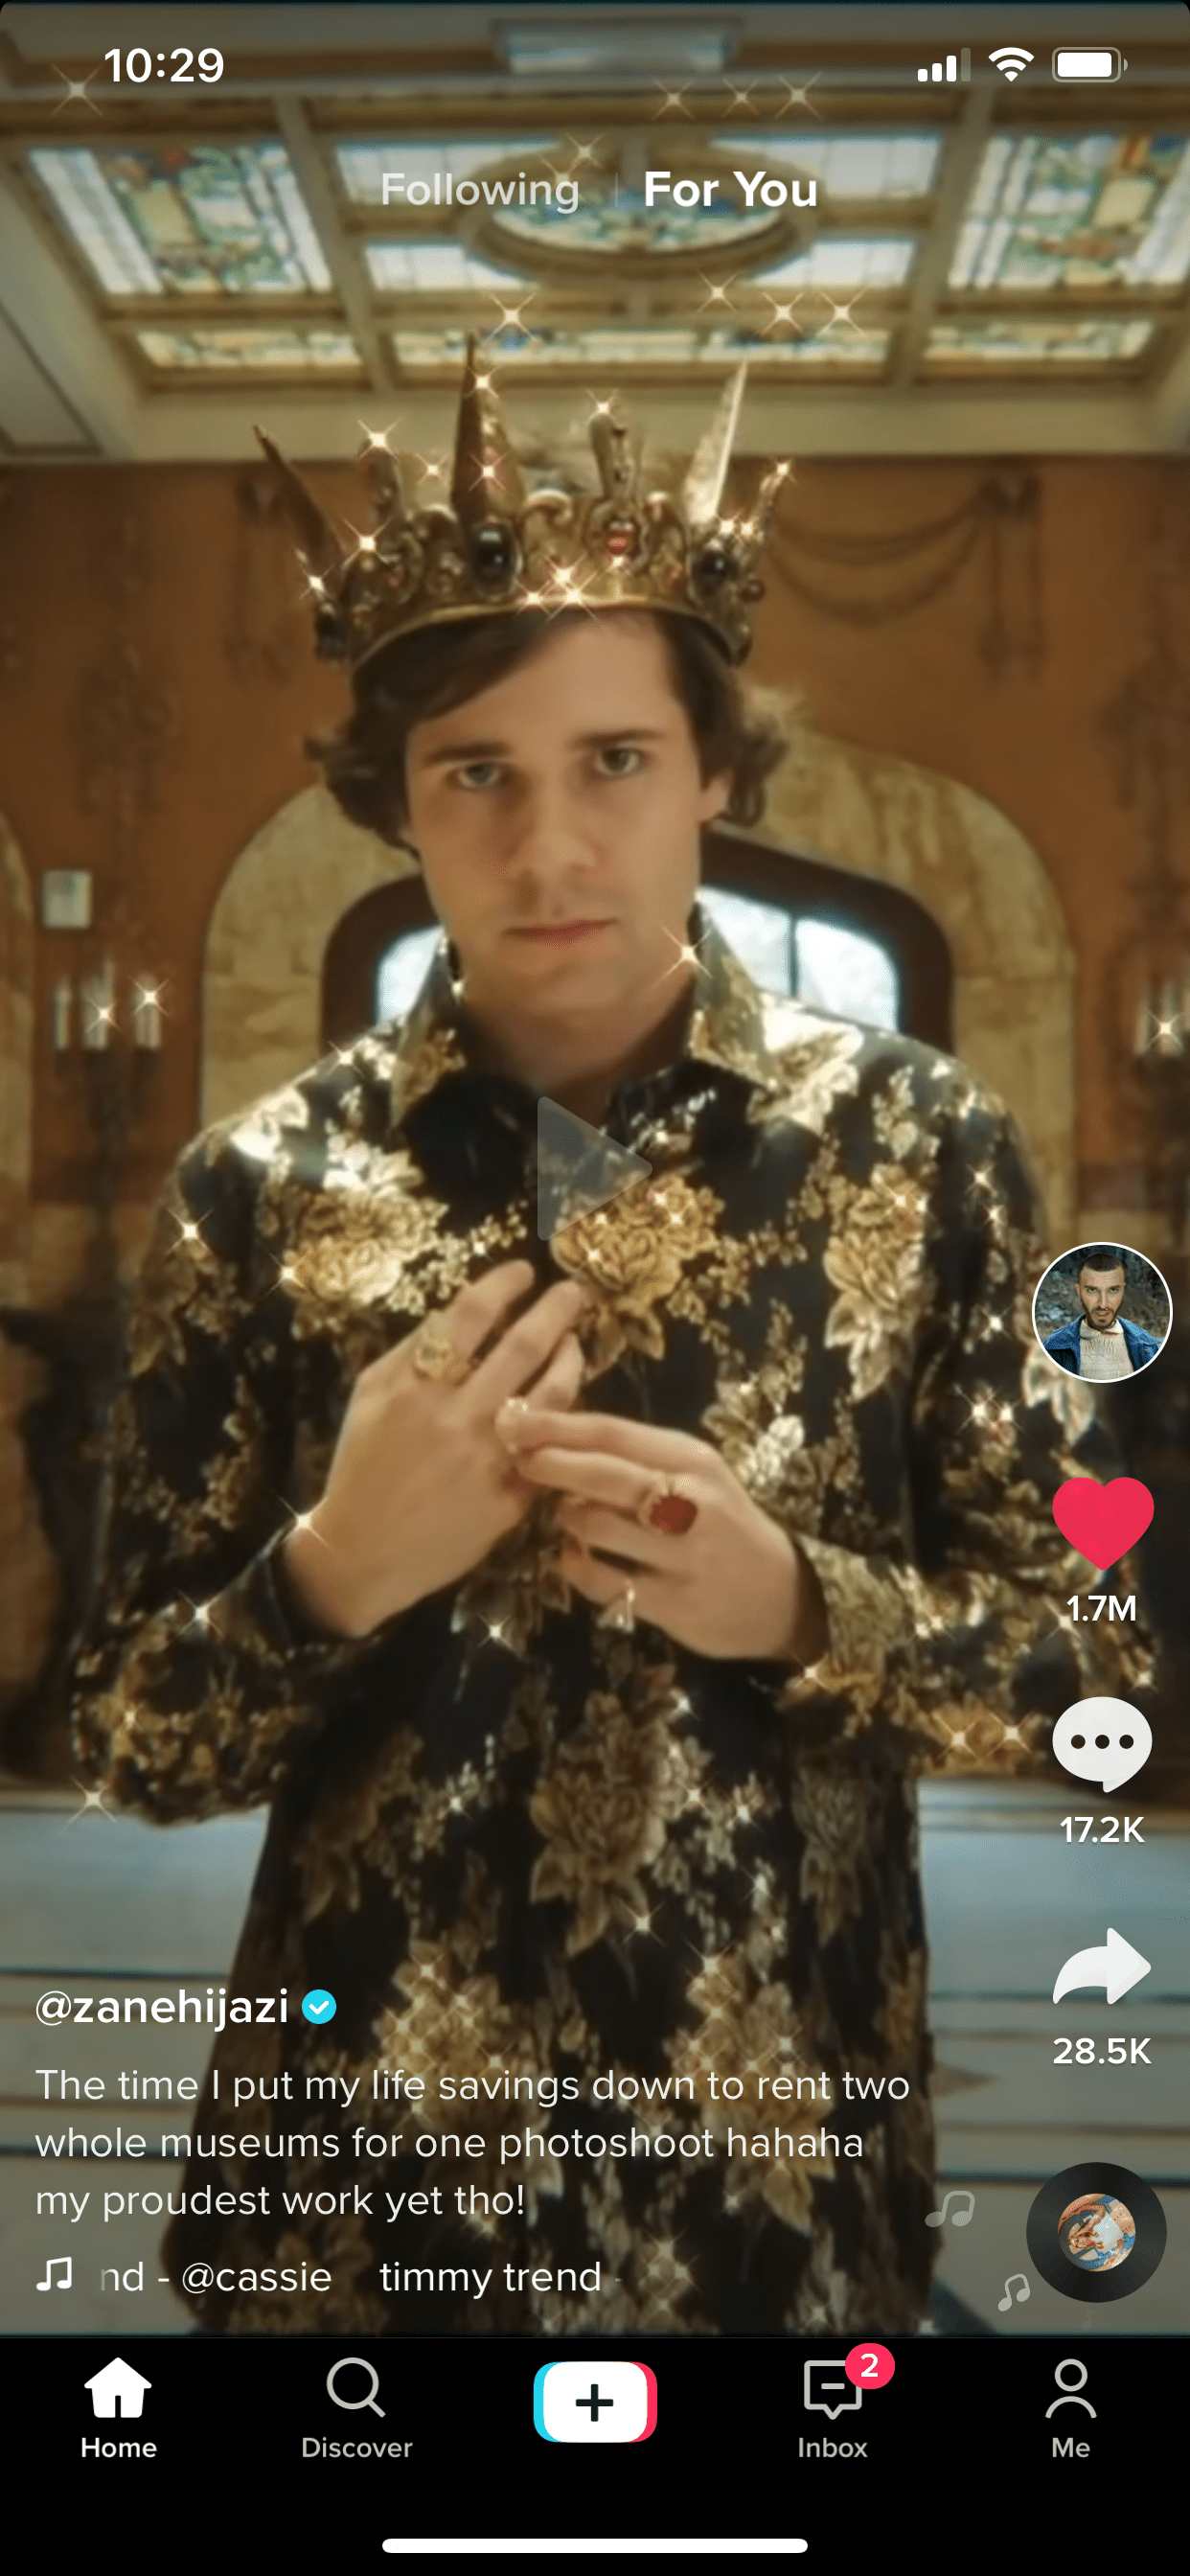 10:29
Following | For You
1.7M
17.2K
28.5K
@zanehijazi
The time I put my life savings down to rent two
whole museums for one photoshoot hahaha
my proudest work yet tho!
nd - @cassie timmy trend -
2
Home Discover Inbox Me